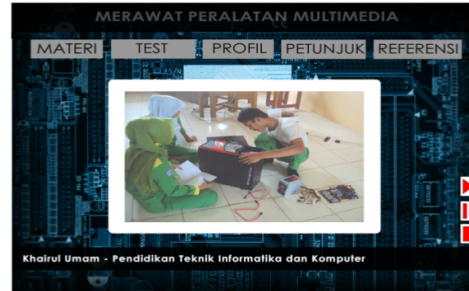 MERAWAT PERALATAN MULTIMEDIA
MATERI TEST PROFIL PETUNJUK REFERENSI
Khairul Umam - Pendidikan Teknik Informatika dan Komputer